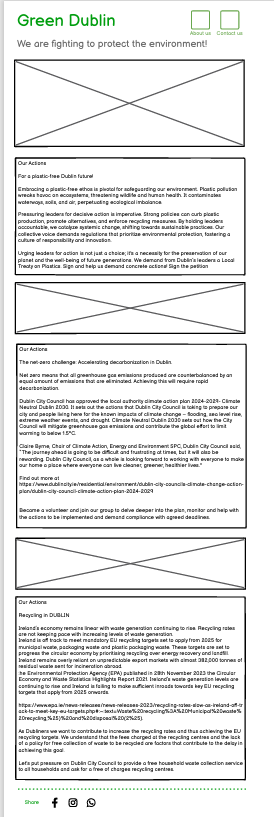 Green Dublin
About us
Contact us
We are fighting to protect the environment!
Our Actions
For a plastic-free Dublin future!
Embracing a plastic-free ethos is pivotal for safeguarding our environment. Plastic pollution
wreaks havoc on ecosystems, threatening wildlife and human health. It contaminates
waterways, soils, and air, perpetuating ecological imbalance.
Pressuring leaders for decisive action is imperative. Strong policies can curb plastic
production, promote alternatives, and enforce recycling measures. By holding leaders
accountable, we catalyze systemic change, shifting towards sustainable practices. Our
collective voice demands regulations that prioritize environmental protection, fostering a
culture of responsibility and innovation.
Urging leaders for action is not just a choice; it's a necessity for the preservation of our
planet and the well-being of future generations. We demand from Dublin's leaders a Local
Treaty on Plastics. Sign and help us demand concrete actions! Sign the petition
Our Actions
The net-zero challenge: Accelerating decarbonization in Dublin.
Net zero means that all greenhouse gas emissions produced are counterbalanced by an
equal amount of emissions that are eliminated. Achieving this will require rapid
decarbonization.
Dublin City Council has approved the local authority climate action plan 2024-2029- Climate
Neutral Dublin 2030. It sets out the actions that Dublin City Council is taking to prepare our
city and people living here for the known impacts of climate change – flooding, sea level rise,
extreme weather events, and drought. Climate Neutral Dublin 2030 sets out how the City
Council will mitigate greenhouse gas emissions and contribute the global effort to limit
warming to below 1.5°C.
Claire Byrne, Chair of Climate Action, Energy and Environment SPC, Dublin City Council said,
"The journey ahead is going be difficult and frustrating at times, but it will also be
rewarding. Dublin City Council, as a whole is looking forward to working with everyone to make
our home a place where everyone can live cleaner, greener, healthier lives."
Find out more at
https://www.dublincity.ie/residential/environment/dublin-city-councils-climate-change-action-
plan/dublin-city-council-climate-action-plan-2024-2029
Become a volunteer and join our group to delve deeper into the plan, monitor and help with
the actions to be implemented and demand compliance with agreed deadlines.
Our Actions
Recycling in DUBLIN
Ireland's economy remains linear with waste generation continuing to rise. Recycling rates
are not keeping pace with increasing levels of waste generation.
Ireland is off track to meet mandatory EU recycling targets set to apply from 2025 for
municipal waste, packaging waste and plastic packaging waste. These targets are set to
progress the circular economy by prioritising recycling over energy recovery and landfill.
Ireland remains overly reliant on unpredictable export markets with almost 382,000 tonnes of
residual waste sent for incineration abroad.
he Environmental Protection Agency (EPA) published in 28th November 2023 the Circular
Economy and Waste Statistics Highlights Report 2021. Ireland's waste generation levels are
continuing to rise and Ireland is failing to make sufficient inroads towards key EU recycling
targets that apply from 2025 onwards.
https://www.epa.ie/news-releases/news-releases-2023/recycling-rates-slow-as-ireland-off-tr
ack-to-meet-key-eu-targets.php#:~:text=Waste%20recycling%3A%20Municipal%20waste%
20recycling,%25)%20and%20disposal%20(2%25).
As Dubliners we want to contribute to increase the recycling rates and thus achieving the EU
recycling targets. We understand that the fees charged at the recycling centres and the lack
of a policy for free collection of waste to be recycled are factors that contribute to the delay in
achieving this goal.
Let's put pressure on Dublin City Council to provide a free household waste collection service
to all households and ask for a free of charges recycling centres.
Share